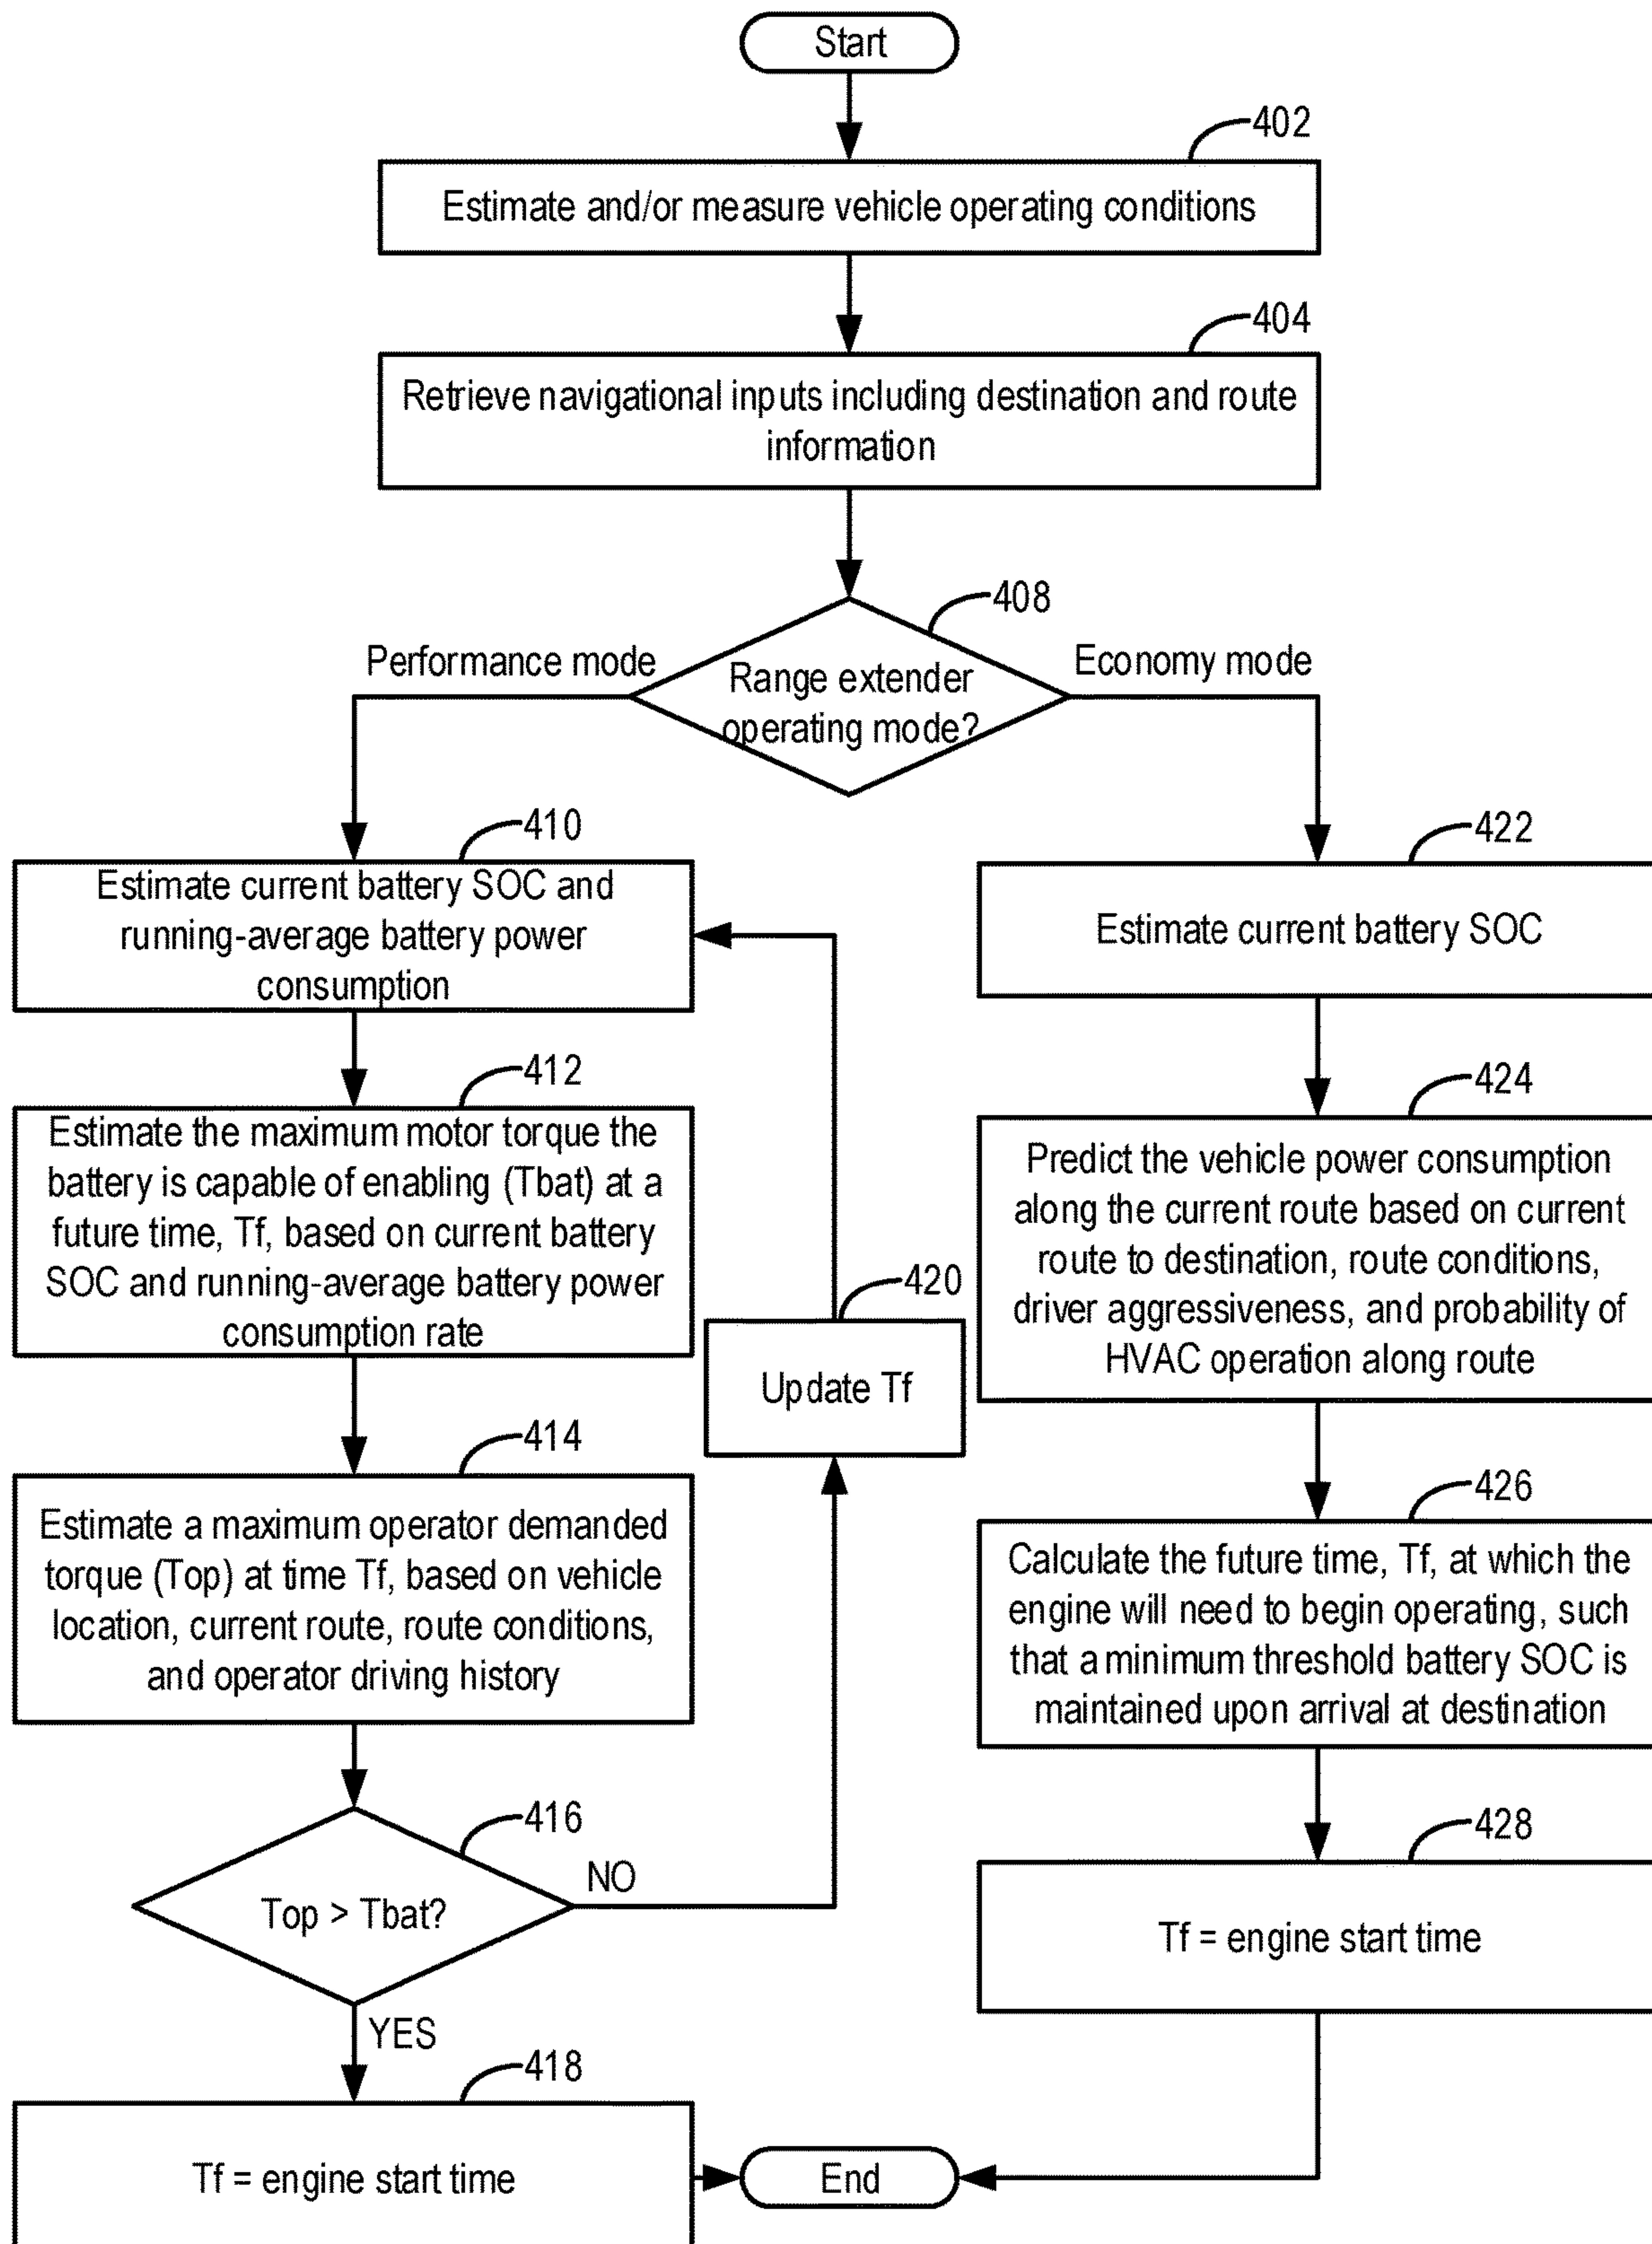 Start
402
Estimate and/or measure vehicle operating conditions
404
Retrieve navigational inputs including destination and route
information
408
Performance mode
Range extender
operating mode?
Economy mode
410
Estimate current battery SOC and
running-average battery power
consumption
412
Estimate the maximum motor torque the
battery is capable of enabling (Tbat) at a
future time, Tf, based on current battery
SOC and running-average battery power
consumption rate
414
Estimate a maximum operator demanded
torque (Top) at time Tf, based on vehicle
location, current route, route conditions,
and operator driving history
416
Top > Tbat?
NO
420
Update Tf
YES
418
Tf = engine start time
422
Estimate current battery SOC
424
Predict the vehicle power consumption
along the current route based on current
route to destination, route conditions,
driver aggressiveness, and probability of
HVAC operation along route
426
Calculate the future time, Tf, at which the
engine will need to begin operating, such
that a minimum threshold battery SOC is
maintained upon arrival at destination
428
Tf = engine start time
End